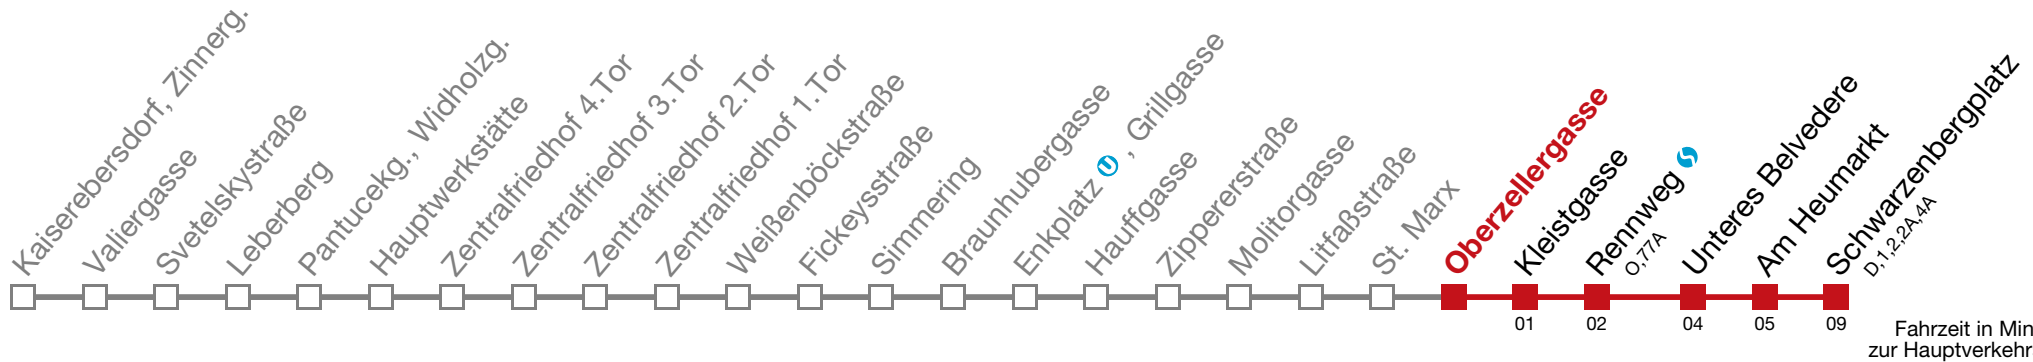 Kaiserebersdorf, Zinnerg.
Valiergasse
Svetelskystraße
Leberberg
Pantucekg., Widholzg.
Hauptwerkstätte
Zentralfriedhof 4.Tor
Zentralfriedhof 3.Tor
Zentralfriedhof 2.Tor
Zentralfriedhof 1.Tor
Weißenböckstraße
Fickeysstraße
Simmering
Braunhubergasse
Enkplatz U , Grillgasse
Hauffgasse
Zippererstraße
Molitorgasse
Litfaßstraße
St. Marx
Oberzellergasse
Kleistgasse
Rennweg
O,77A
Unteres Belvedere
Am Heumarkt
Schwarzenbergplatz
D,1,2,2A,4A
01 02 04 05 09
Fahrzeit in Min
zur Hauptverkehr